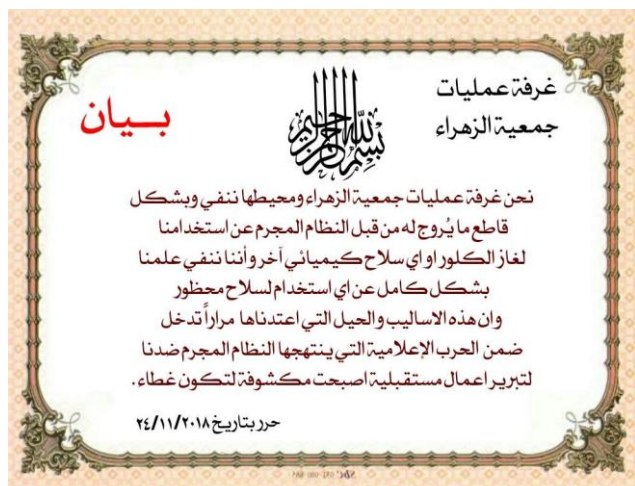 غرفة عمليات
جمعية الزهراء
بسم الله الرحمن الرحيم
بيان
نحن غرفة عمليات جمعية الزهراء ومحيطها ننفي وبشكل
قاطع ما يُروج له من قبل النظام المجرم عن استخدامنا
لغاز الكلور او اي سلاح كيميائي آخر وأننا ننفي علمنا
بشكل كامل عن اي استخدام لسلاح محظور
وان هذه الاساليب والحيل التي اعتدناها مراراً تدخل
ضمن الحرب الإعلامية التي ينتهجها النظام المجرم ضدنا
لتبرير اعمال مستقبلية اصبحت مكشوفة لتكون غطاء.
حرر بتاريخ ٢٤/١١/٢٠١٨